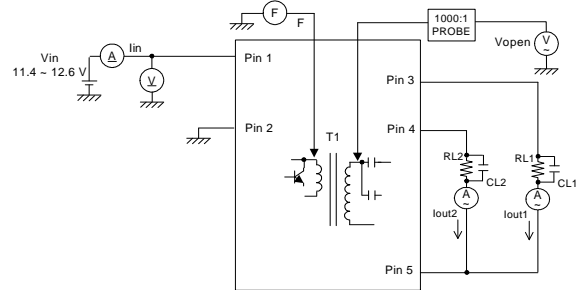 F
F
1000:1
PROBE
Vopen
V
~
Vin
11.4 ~ 12.6 V
A
Iin
V
Pin 1
Pin 2
Pin 3
Pin 4
T1
RL2
CL2
RL1
CL1
A
~
A
~
Iout2
Iout1
Pin 5